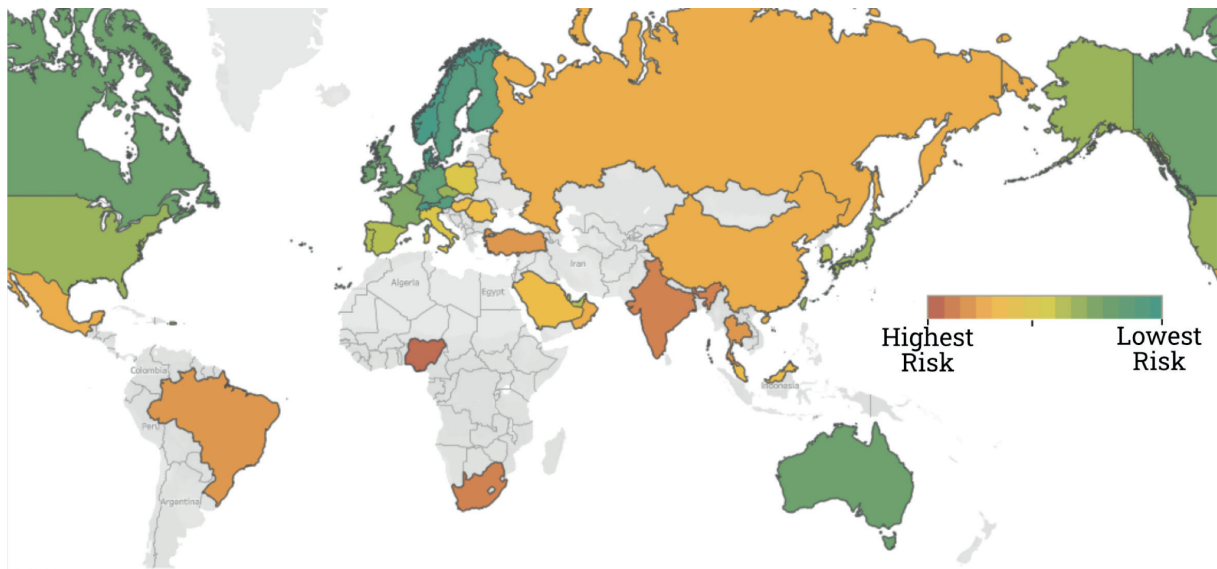 Iran
Algeria
Egypt
Highest
Risk
Lowest
Risk
Colombia
Indonesia
Peru
Argentina